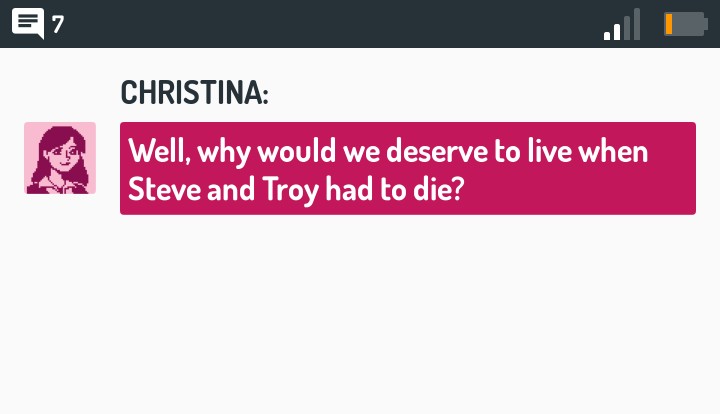 7
CHRISTINA:
Well, why would we deserve to live when
Steve and Troy had to die?